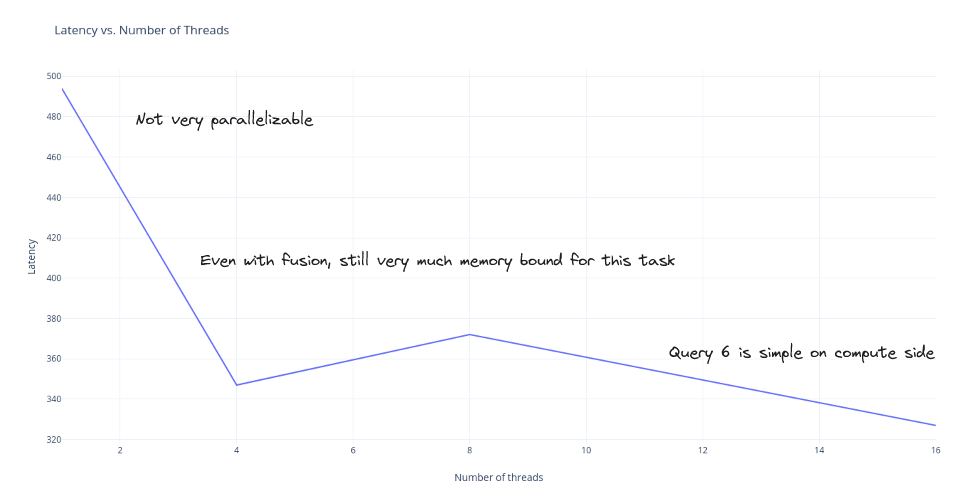 Latency vs. Number of Threads
500
480
Not very parallelizable
460
440
420
Even with fusion, still very much memory bound for this task
400
380
Query 6 is simple on compute side
360
340
320
Latency
2 4 6 8 10 12 14 16
Number of threads